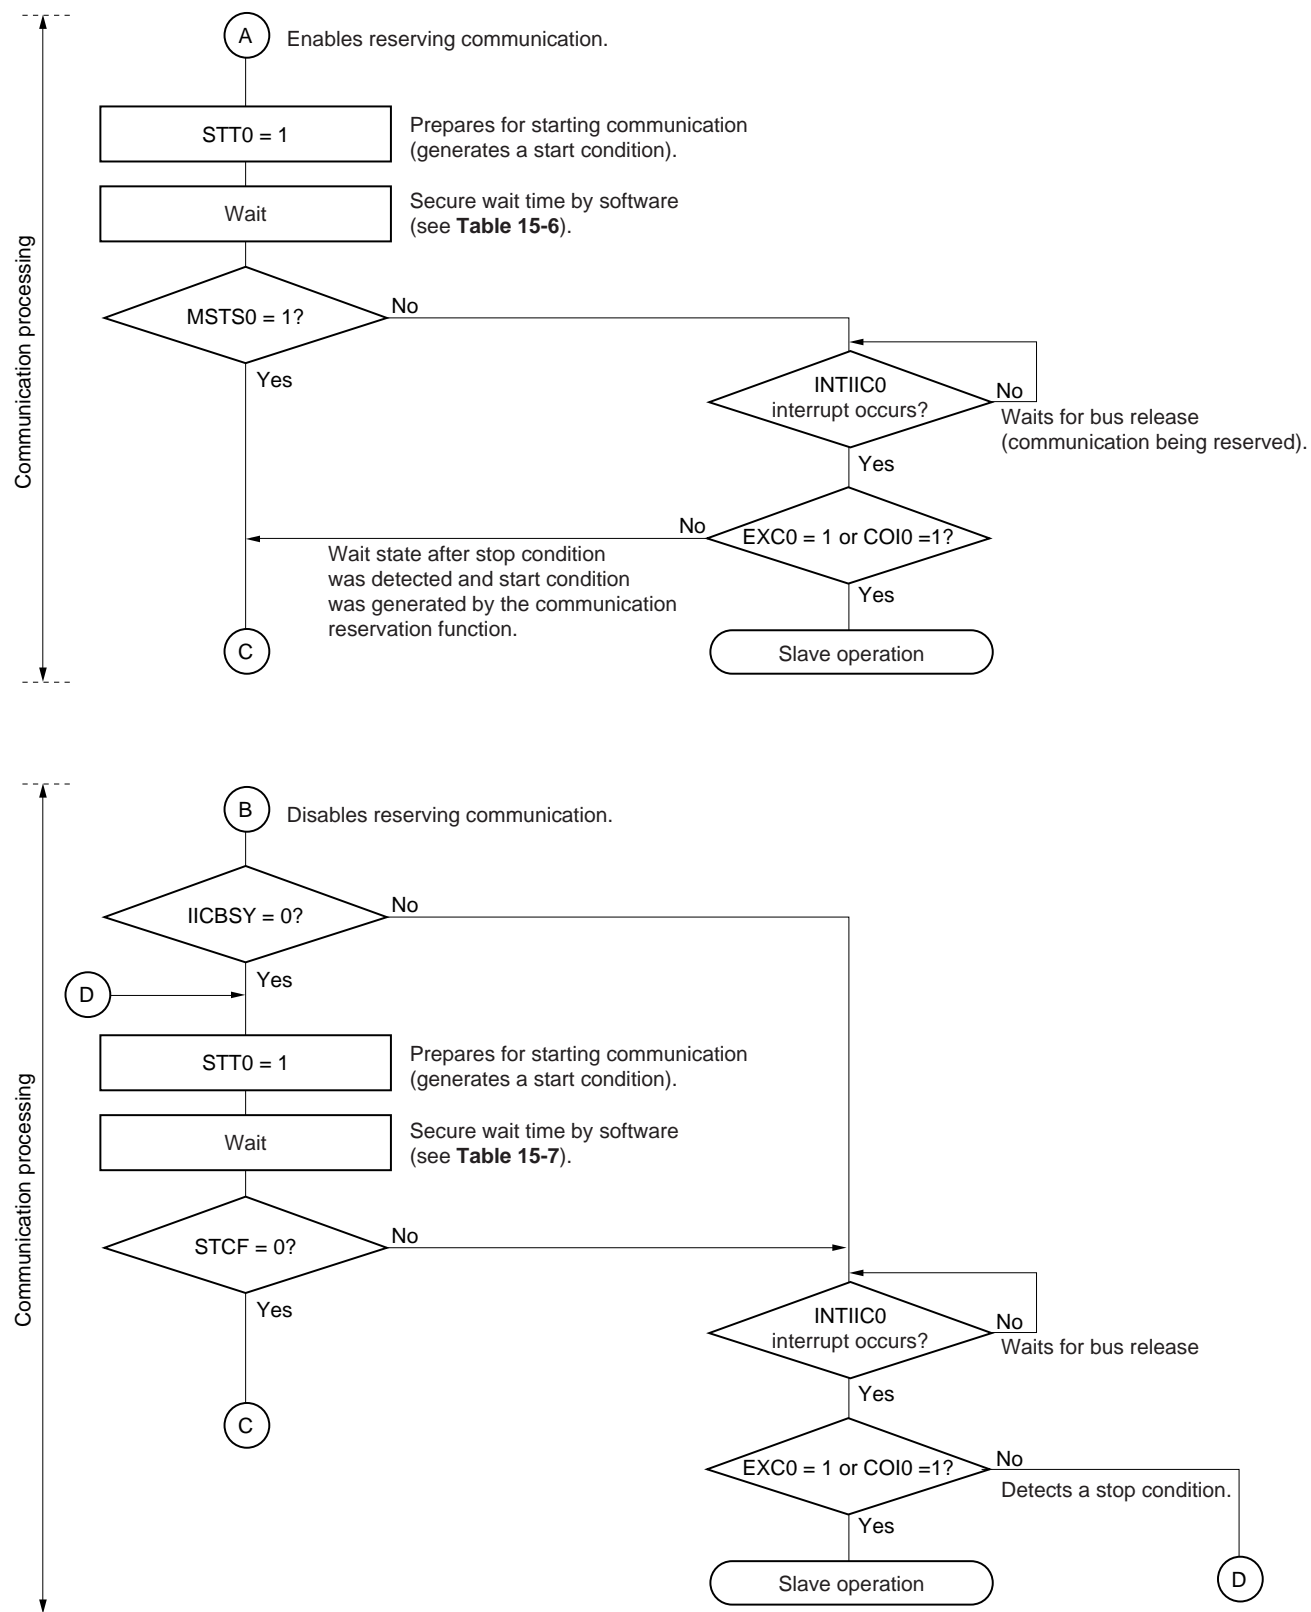 A
Enables reserving communication.
STT0 = 1
Prepares for starting communication
(generates a start condition).
Wait
Secure wait time by software
(see Table 15-6).
Communication processing
MSTS0 = 1?
No
Yes
INTIIC0
interrupt occurs?
No
Waits for bus release
(communication being reserved).
Yes
EXC0 = 1 or COI0 =1?
No
Wait state after stop condition
was detected and start condition
was generated by the communication
reservation function.
Yes
C
Slave operation
B
Disables reserving communication.
IICBSY = 0?
No
Yes
D
STT0 = 1
Prepares for starting communication
(generates a start condition).
Wait
Secure wait time by software
(see Table 15-7).
Communication processing
STCF = 0?
No
Yes
INTIIC0
interrupt occurs?
No
Waits for bus release
Yes
C
EXC0 = 1 or COI0 =1?
No
Detects a stop condition.
Yes
Slave operation
D